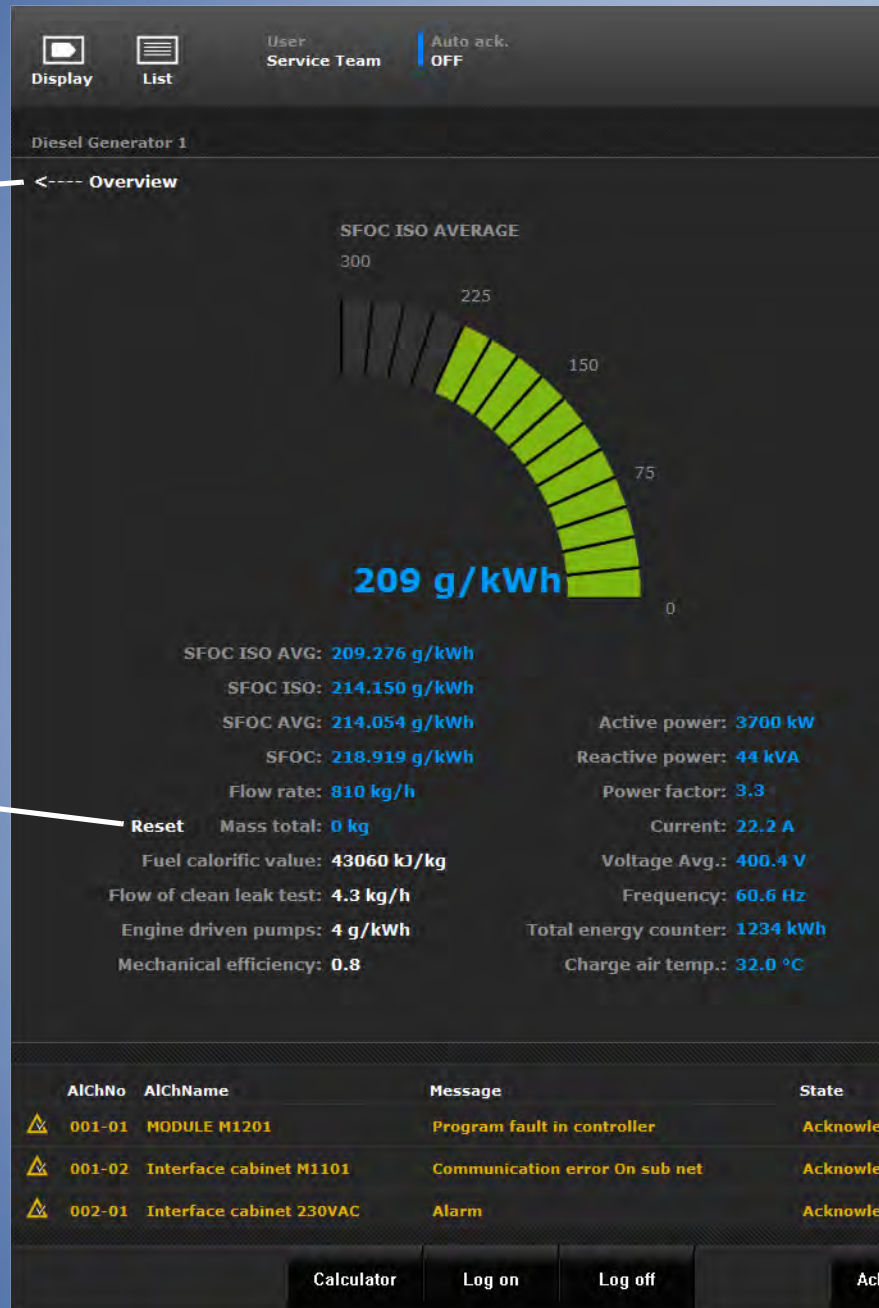 User Auto ack.
Display List Service Team OFF
Diesel Generator 1
<---- Overview
SFOC ISO AVERAGE
300
225
150
75
0
209 g/kWh
SFOC ISO AVG: 209.276 g/kWh
SFOC ISO: 214.150 g/kWh
SFOC AVG: 214.054 g/kWh Active power: 3700 kW
SFOC: 218.919 g/kWh Reactive power: 44 kVA
Flow rate: 810 kg/h Power factor: 3.3
Reset Mass total: 0 kg Current: 22.2 A
Fuel calorific value: 43060 kJ/kg Voltage Avg.: 400.4 V
Flow of clean leak test: 4.3 kg/h Frequency: 60.6 Hz
Engine driven pumps: 4 g/kWh Total energy counter: 1234 kWh
Mechanical efficiency: 0.8 Charge air temp.: 32.0 °C
AlChNo AlChName Message State
001-01 MODULE M1201 Program fault in controller Acknowle
001-02 Interface cabinet M1101 Communication error On sub net Acknowle
002-01 Interface cabinet 230VAC Alarm Acknowle
Calculator Log on Log off Ack